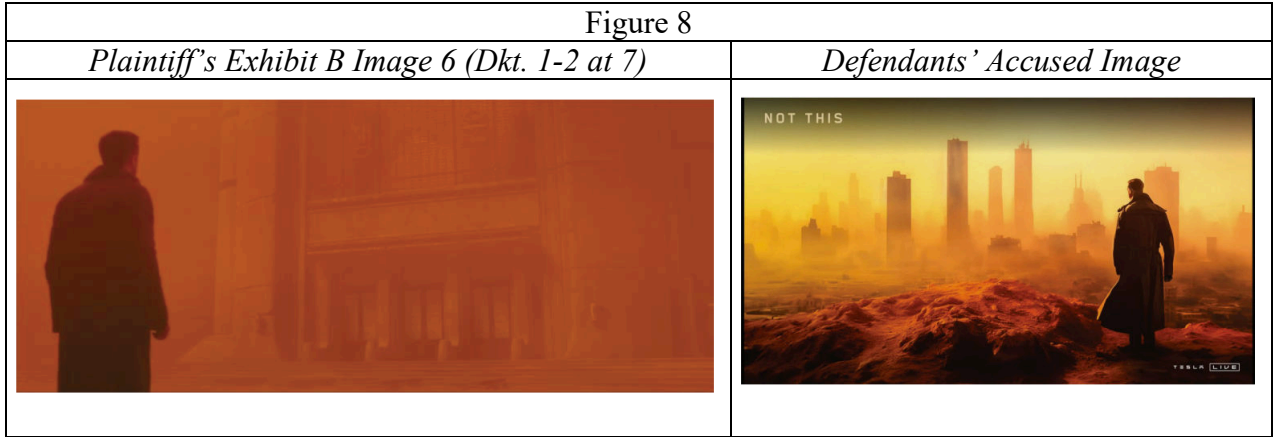 Figure 8
Plaintiff’s Exhibit B Image 6 (Dkt. 1-2 at 7)
Defendants’ Accused Image
NOT THIS
TESLA LIVE